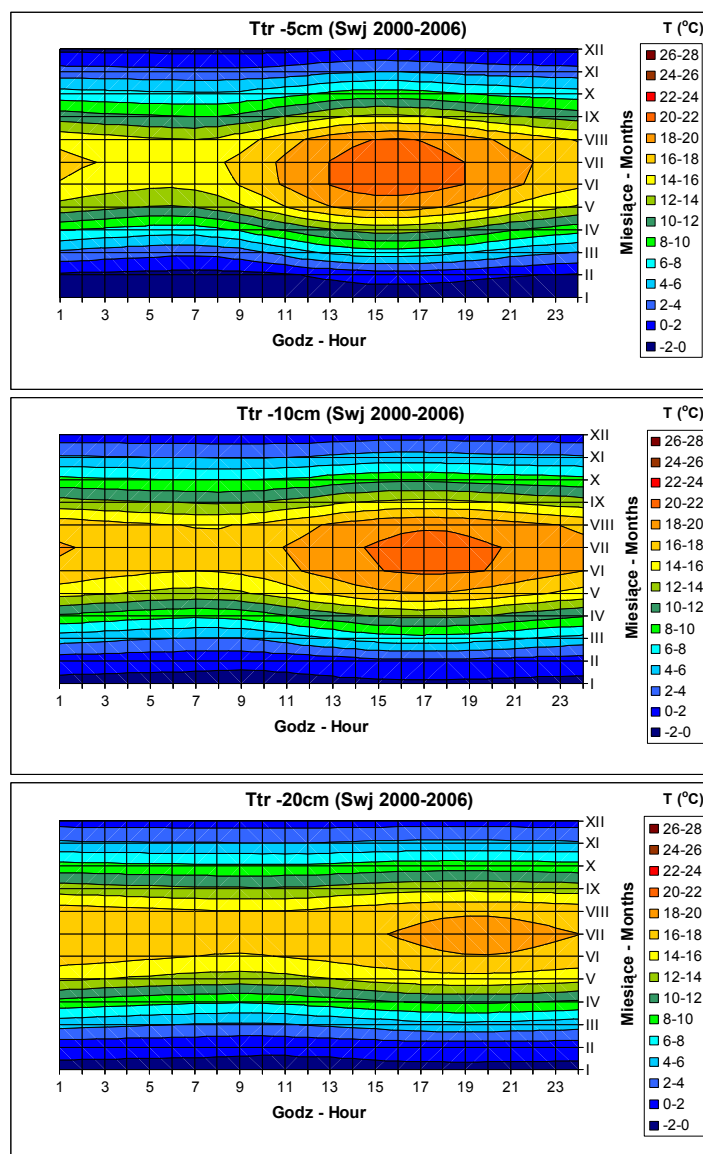 Ttr -5cm (Swj 2000-2006)
T (°C)
XII
XI
X
IX
VIII
VII
VI
V
IV
III
II
I
Miesiące - Months
26-28
24-26
22-24
20-22
18-20
16-18
14-16
12-14
10-12
8-10
6-8
4-6
2-4
0-2
-2-0
1 3 5 7 9 11 13 15 17 19 21 23
Godz - Hour
Ttr -10cm (Swj 2000-2006)
T (°C)
XII
XI
X
IX
VIII
VII
VI
V
IV
III
II
I
Miesiące - Months
26-28
24-26
22-24
20-22
18-20
16-18
14-16
12-14
10-12
8-10
6-8
4-6
2-4
0-2
-2-0
1 3 5 7 9 11 13 15 17 19 21 23
Godz - Hour
Ttr -20cm (Swj 2000-2006)
T (°C)
XII
XI
X
IX
VIII
VII
VI
V
IV
III
II
I
Miesiące - Months
26-28
24-26
22-24
20-22
18-20
16-18
14-16
12-14
10-12
8-10
6-8
4-6
2-4
0-2
-2-0
1 3 5 7 9 11 13 15 17 19 21 23
Godz - Hour